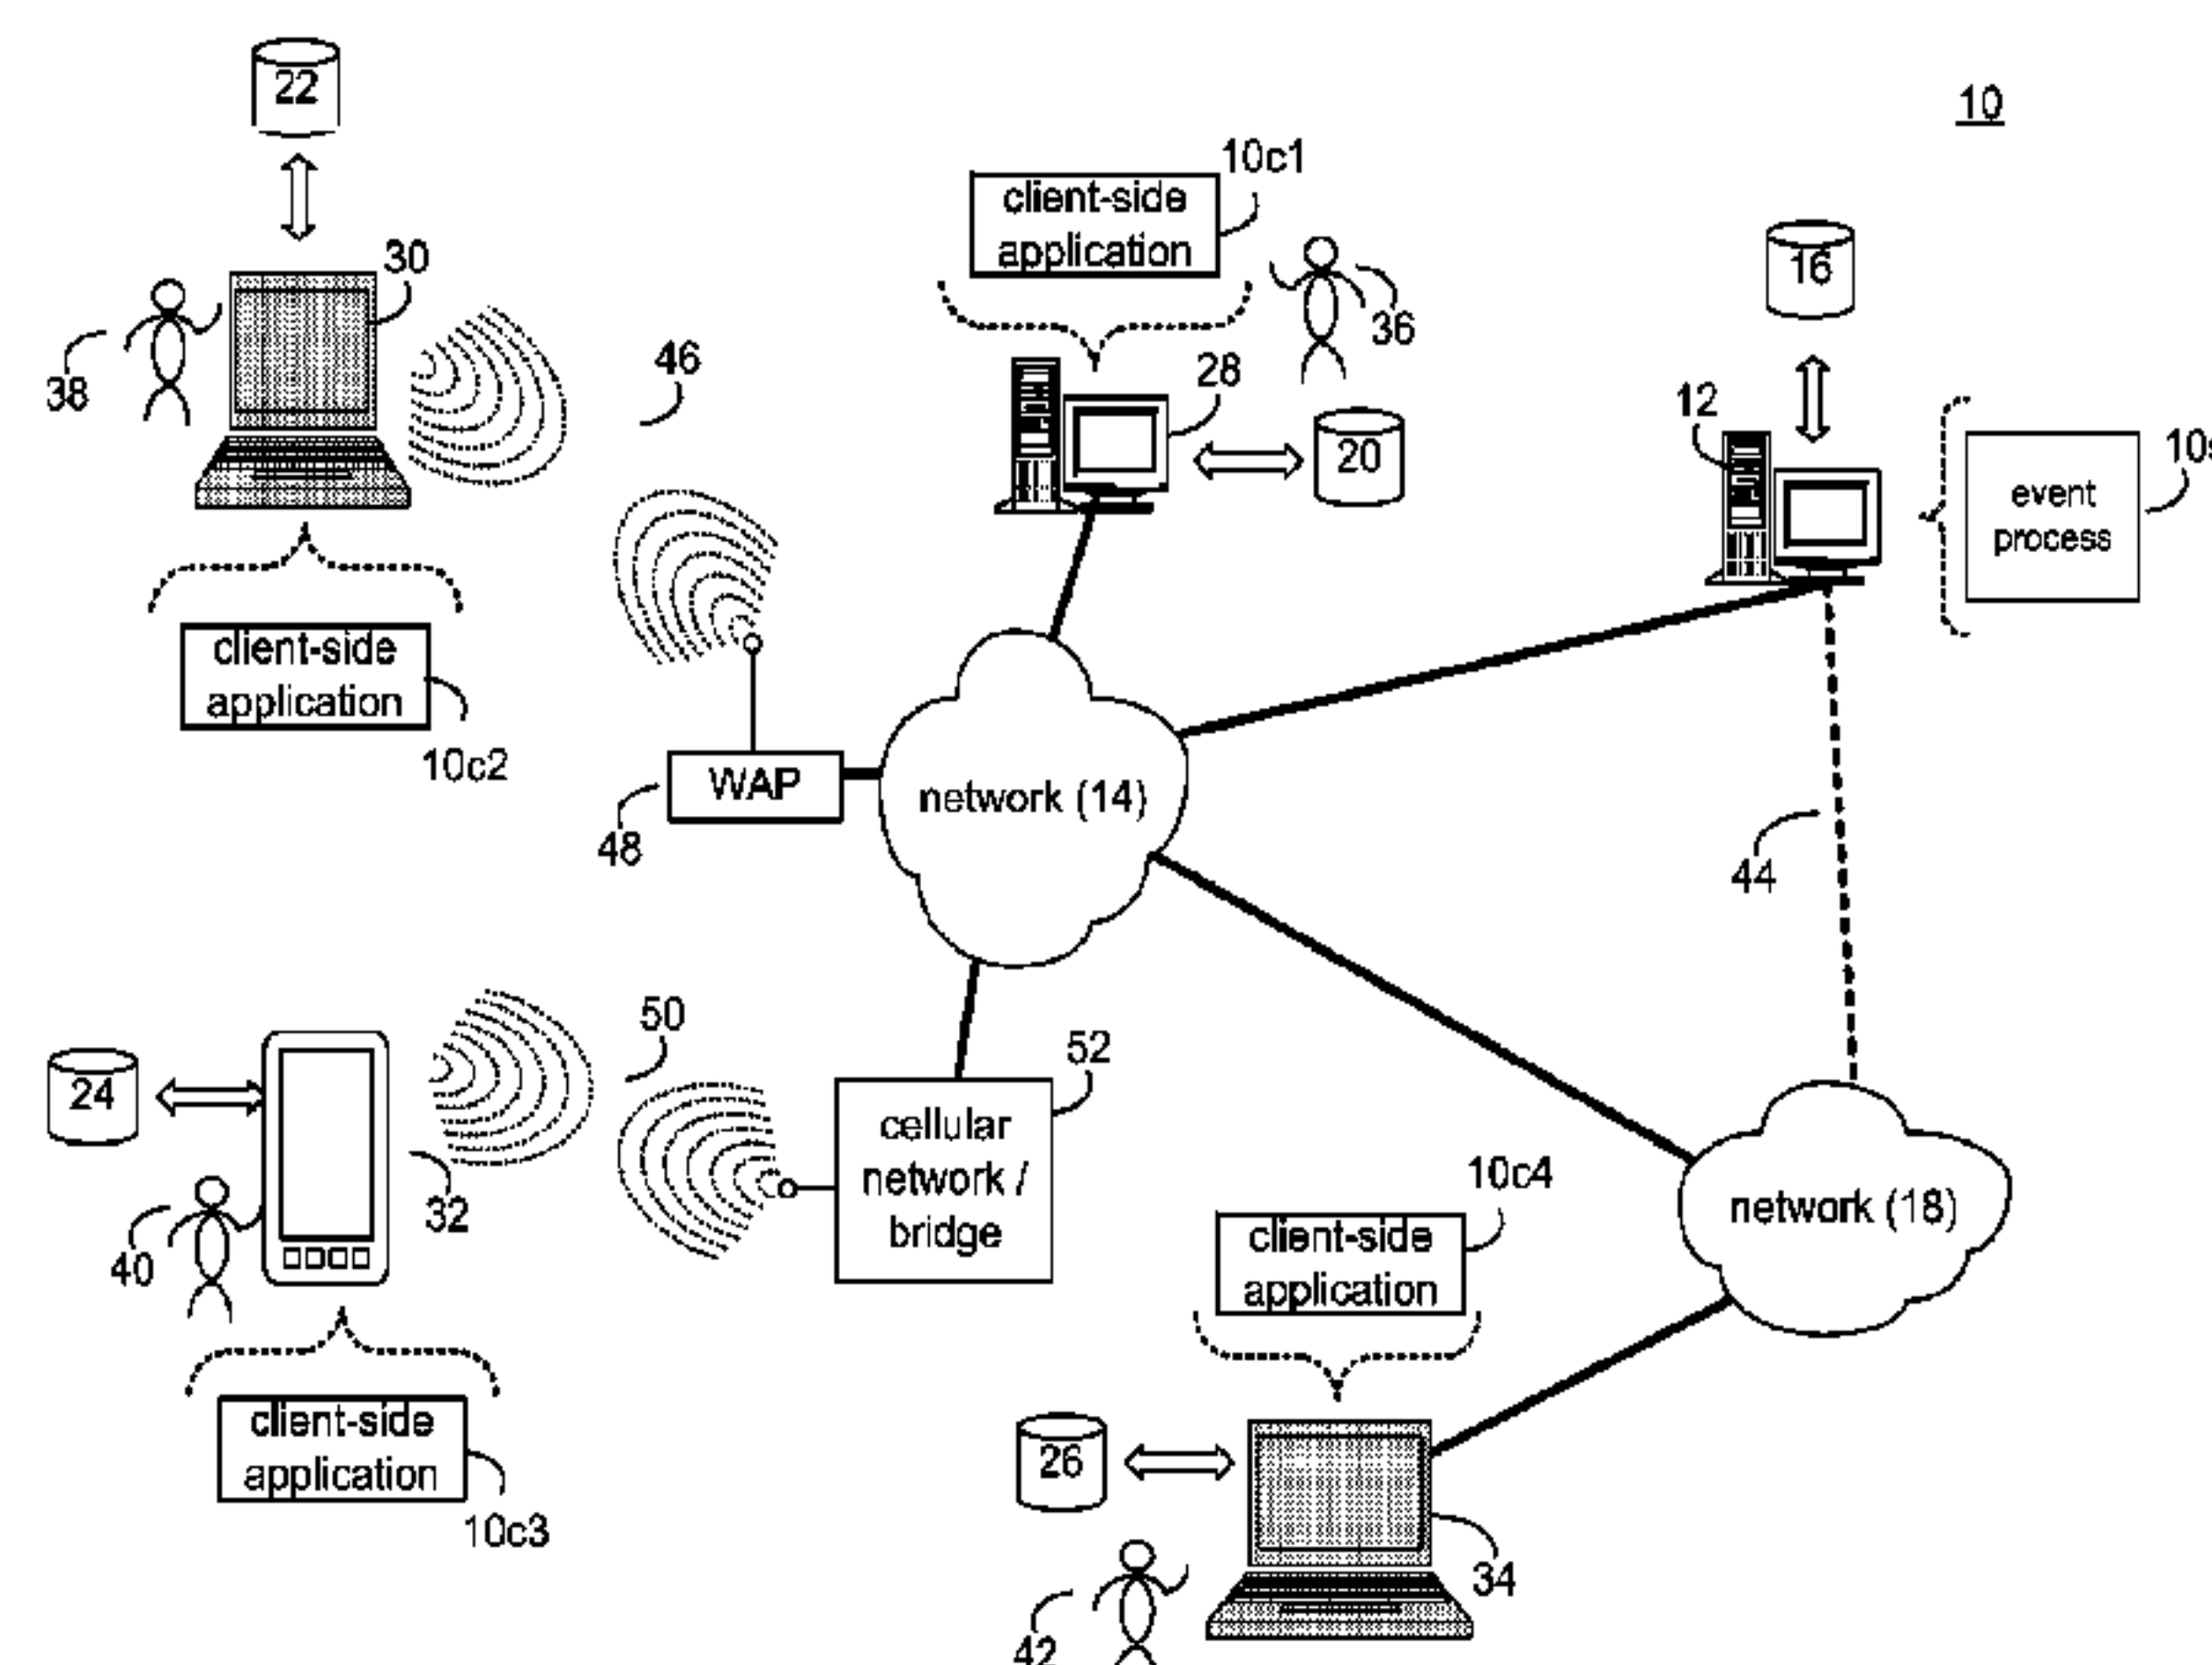 22
10
10c1
client-side
application
30
16
36
38
46
28
12
20
10s
event
process
client-side
application
10c2
WAP
network (14)
48
44
50
52
24
cellular
network /
bridge
32
10c4
client-side
application
network (18)
40
client-side
application
10c3
26
34
42